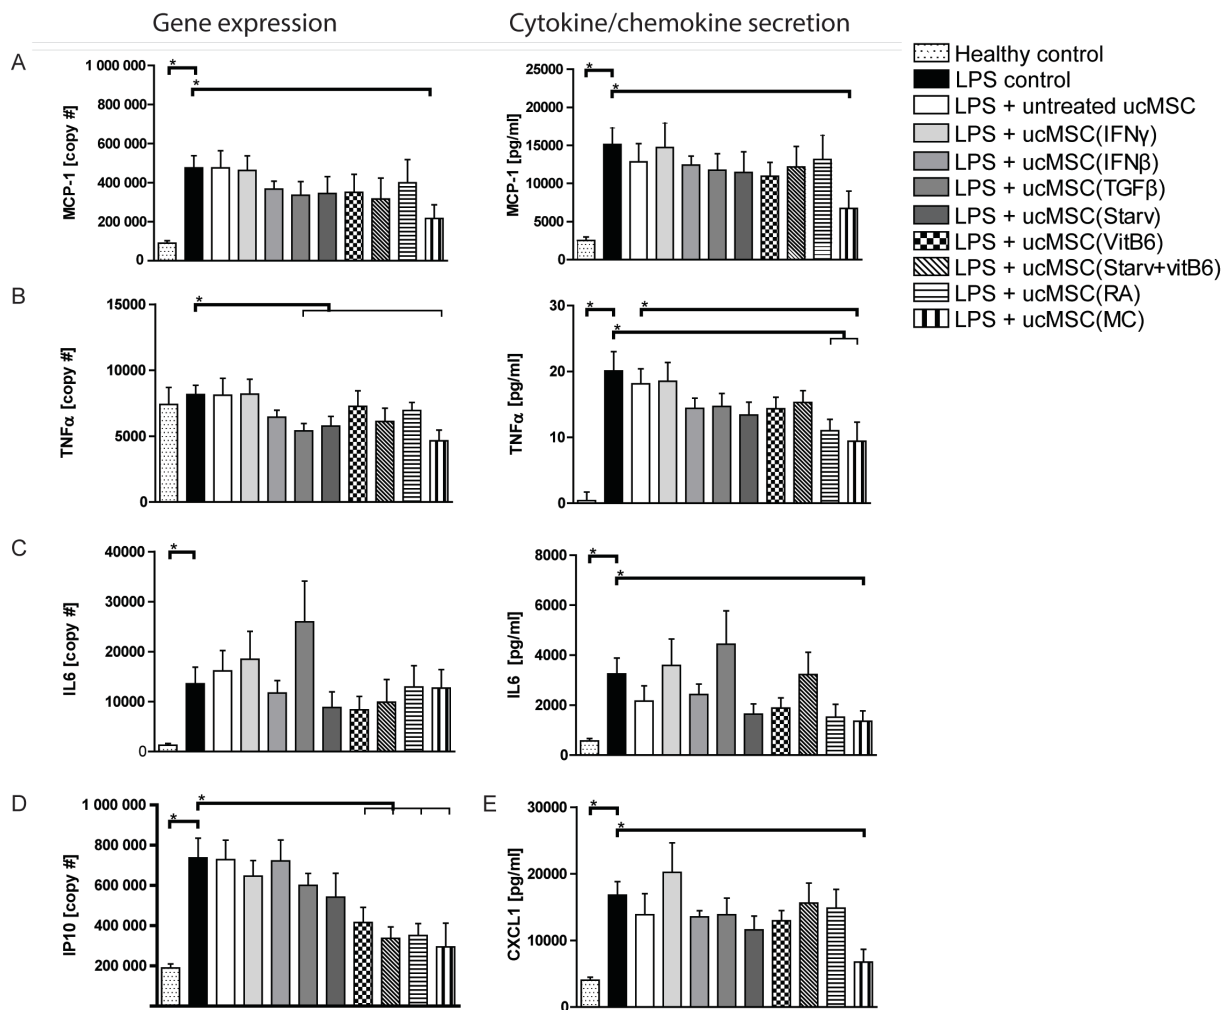 Gene expression
Cytokine/chemokine secretion
Healthy control
LPS control
LPS + untreated ucMSC
LPS + ucMSC(IFNγ)
LPS + ucMSC(IFNβ)
LPS + ucMSC(TGFβ)
LPS + ucMSC(Starv)
LPS + ucMSC(VitB6)
LPS + ucMSC(Starv+vitB6)
LPS + ucMSC(RA)
LPS + ucMSC(MC)
A
MCP-1 [copy #]
1 000 000
800 000
600 000
400 000
200 000
0
*
*
MCP-1 [pg/ml]
25000
20000
15000
10000
5000
0
*
*
B
TNFα [copy #]
15000
10000
5000
0
*
TNFα [pg/ml]
30
20
10
0
*
*
*
C
IL6 [copy #]
40000
30000
20000
10000
0
*
IL6 [pg/ml]
8000
6000
4000
2000
0
*
*
D
IP10 [copy #]
1 000 000
800 000
600 000
400 000
200 000
*
*
E
CXCL1 [pg/ml]
30000
20000
10000
0
*
*